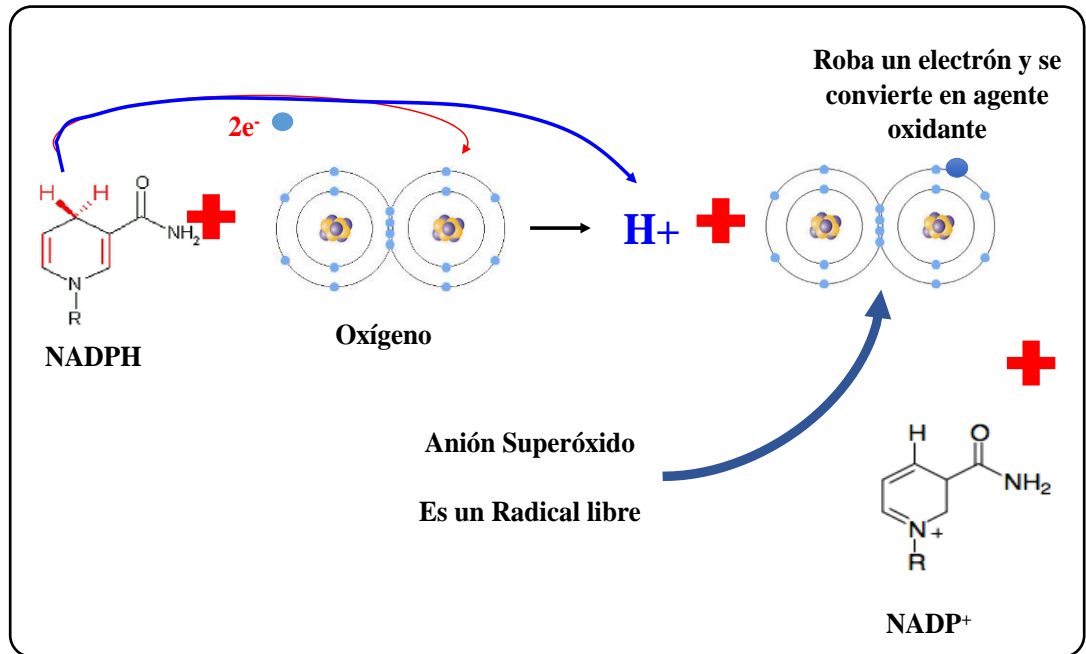 Roba un electrón y se
convierte en agente
oxidante
2e-
H H O
NH2
N
R
NADPH
Oxígeno
H+
Anión Superóxido
Es un Radical libre
H O
NH2
N+
R
NADP+